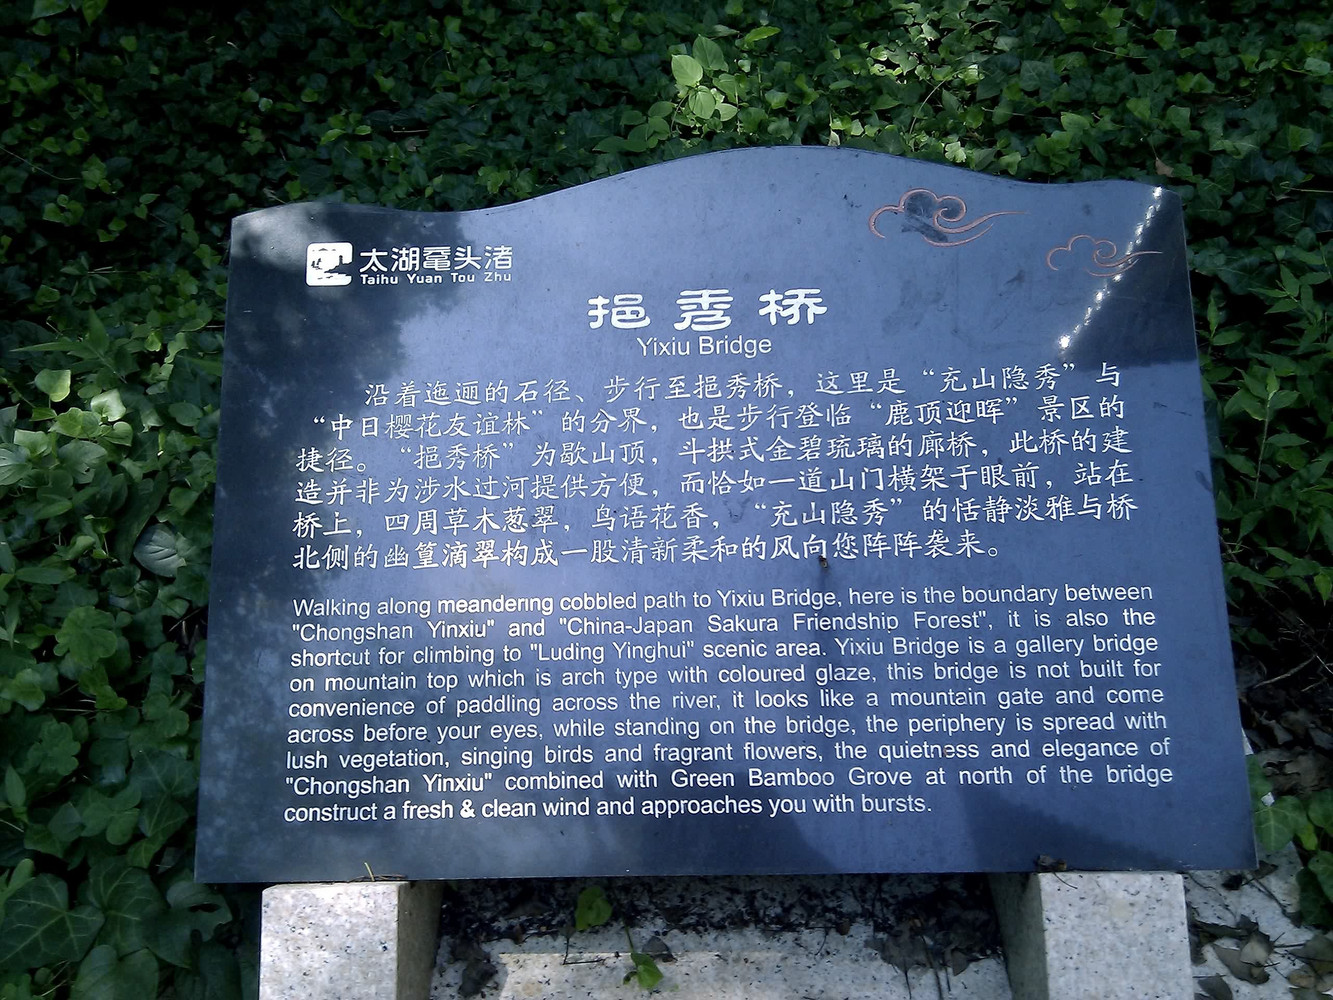 太湖鼋头渚
Taihu Yuan Tou Zhu
挹秀桥
Yixiu Bridge
沿着迤逦的石径、步行至挹秀桥，这里是“充山隐秀”与
“中日樱花友谊林”的分界，也是步行登临“鹿顶迎晖”景区的
捷径。“挹秀桥”为歇山顶，斗拱式金碧琉璃的廊桥，此桥的建
造并非为涉水过河提供方便，而恰如一道山门横架于眼前，站在
桥上，四周草木葱翠，鸟语花香，“充山隐秀”的恬静淡雅与桥
北侧的幽篁滴翠构成一股清新柔和的风向您阵阵袭来。
Walking along meandering cobbled path to Yixiu Bridge, here is the boundary between
"Chongshan Yinxiu" and "China-Japan Sakura Friendship Forest", it is also the
shortcut for climbing to "Luding Yinghui" scenic area. Yixiu Bridge is a gallery bridge
on mountain top which is arch type with coloured glaze, this bridge is not built for
convenience of paddling across the river, it looks like a mountain gate and come
across before your eyes, while standing on the bridge, the periphery is spread with
lush vegetation, singing birds and fragrant flowers, the quietness and elegance of
"Chongshan Yinxiu" combined with Green Bamboo Grove at north of the bridge
construct a fresh & clean wind and approaches you with bursts.